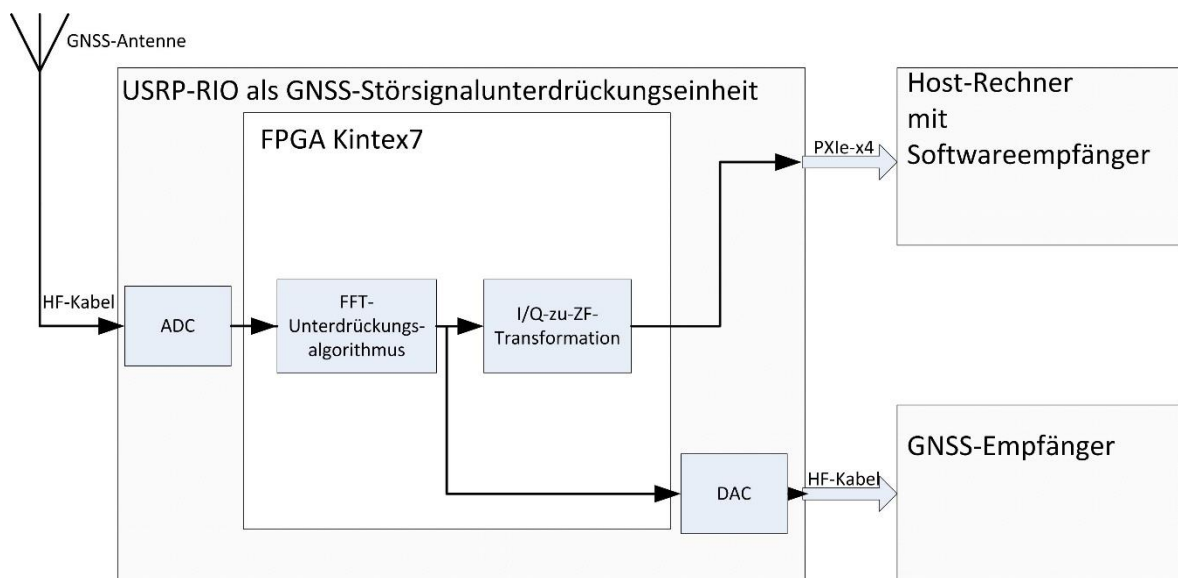 GNSS-Antenne
USRP-RIO als GNSS-Störsignalunterdrückungseinheit
FPGA Kintex7
Host-Rechner
mit
Softwareempfänger
PXIe-x4
HF-Kabel
ADC
FFT-
Unterdrückungs-
algorithmus
I/Q-zu-ZF-
Transformation
GNSS-Empfänger
DAC
HF-Kabel